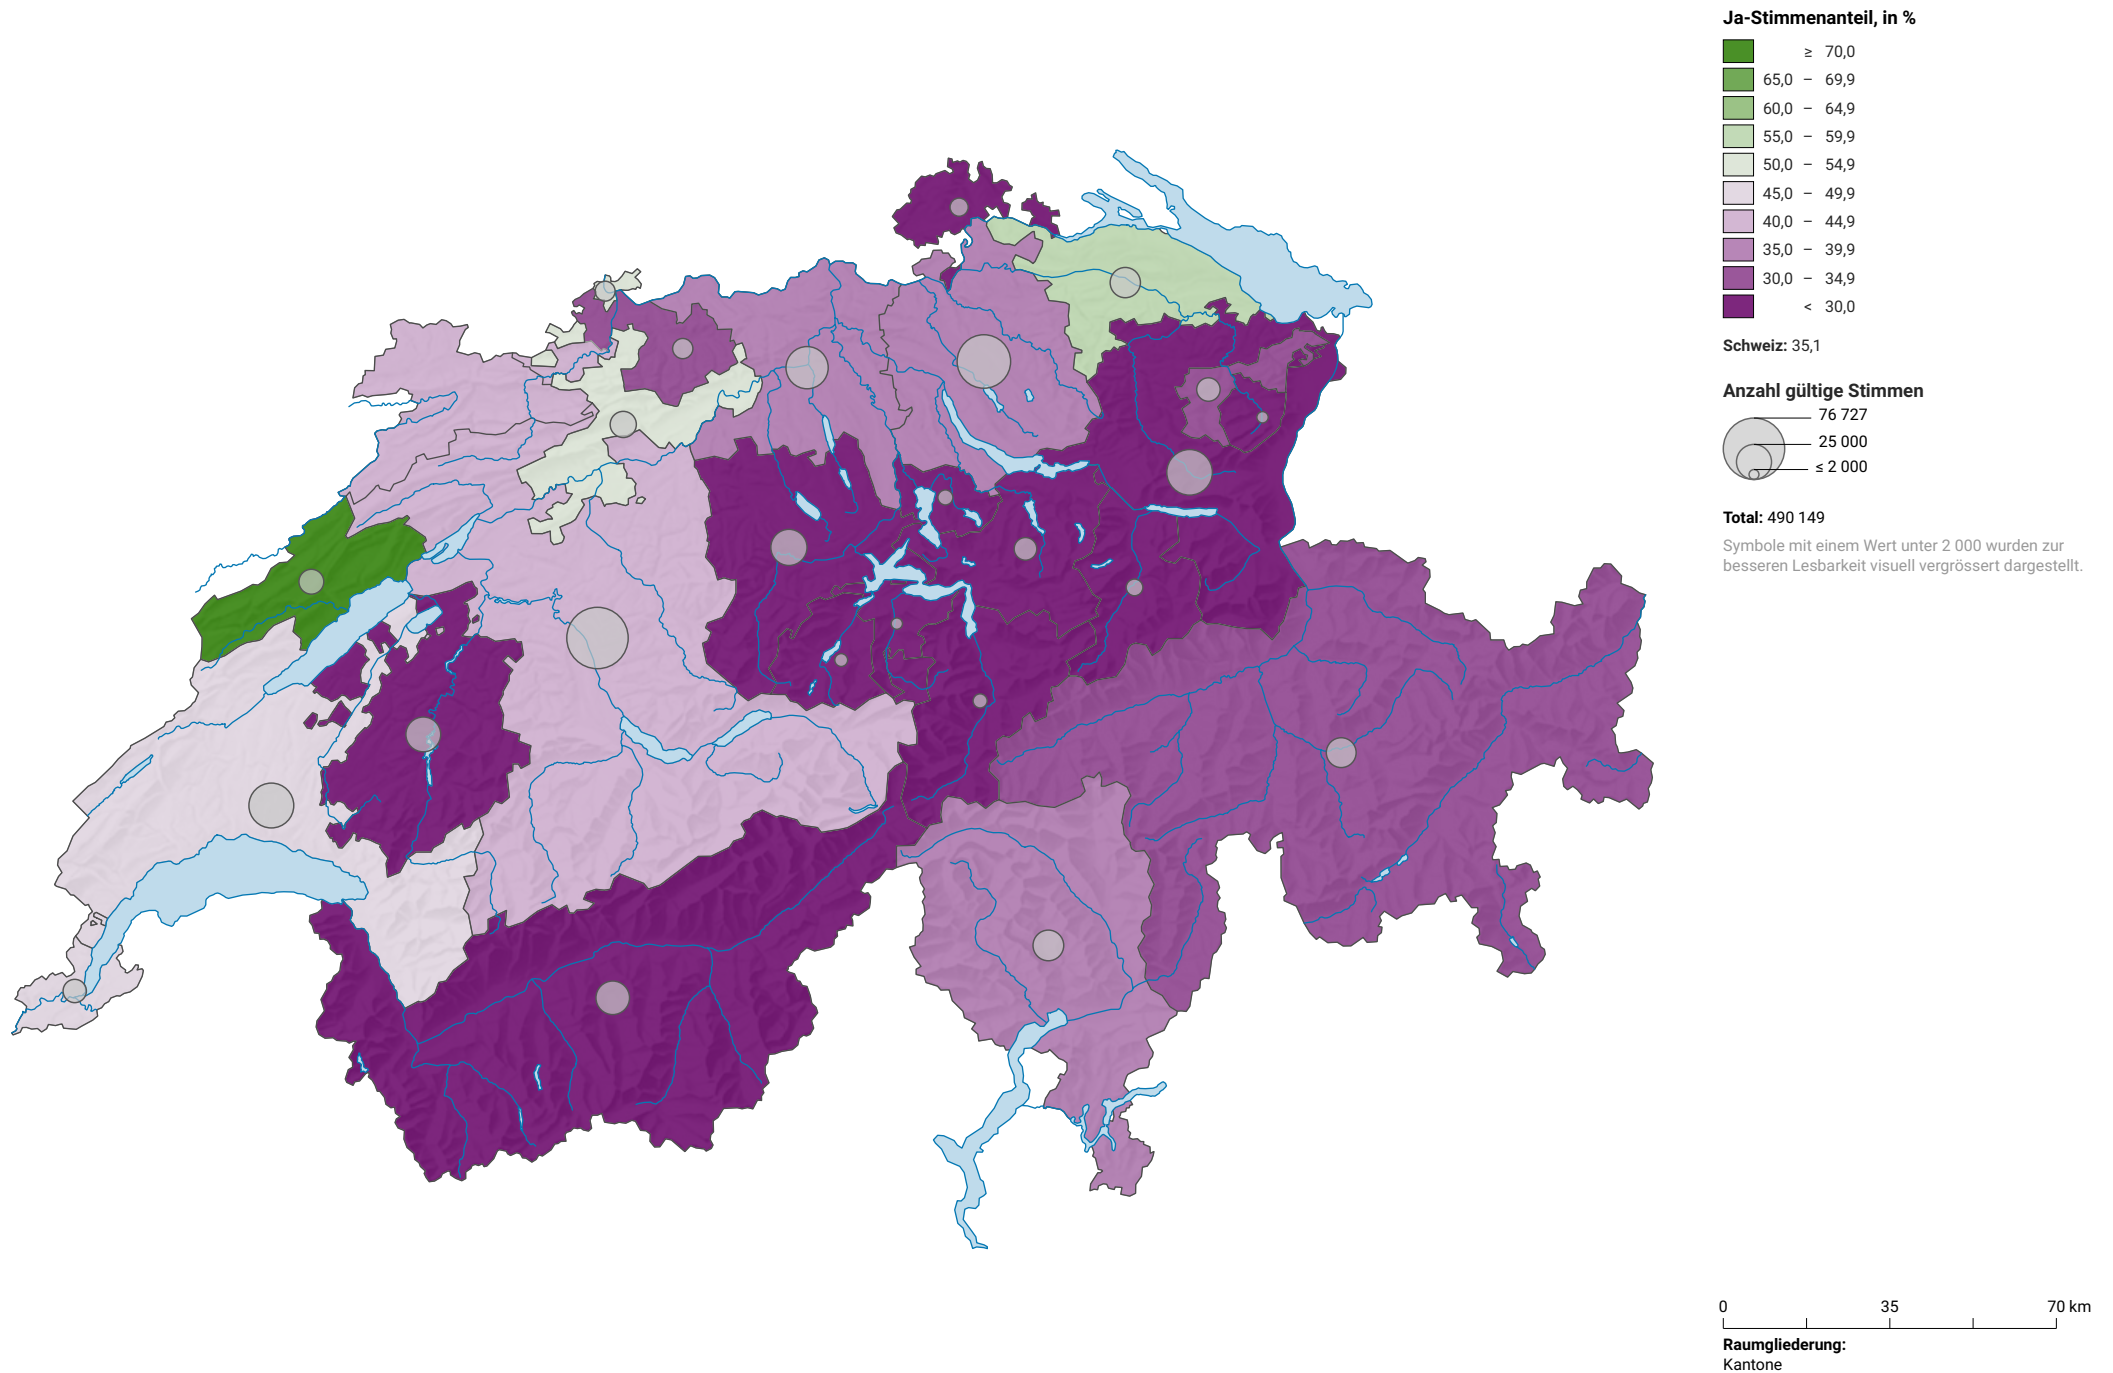 Ja-Stimmenanteil, in %
≥ 70,0
65,0 – 69,9
60,0 – 64,9
55,0 – 59,9
50,0 – 54,9
45,0 – 49,9
40,0 – 44,9
35,0 – 39,9
30,0 – 34,9
< 30,0
Schweiz: 35,1
Anzahl gültige Stimmen
76 727
25 000
≤ 2 000
Total: 490 149
Symbole mit einem Wert unter 2 000 wurden zur
besseren Lesbarkeit visuell vergrössert dargestellt.
0 35 70 km
Raumgliederung:
Kantone